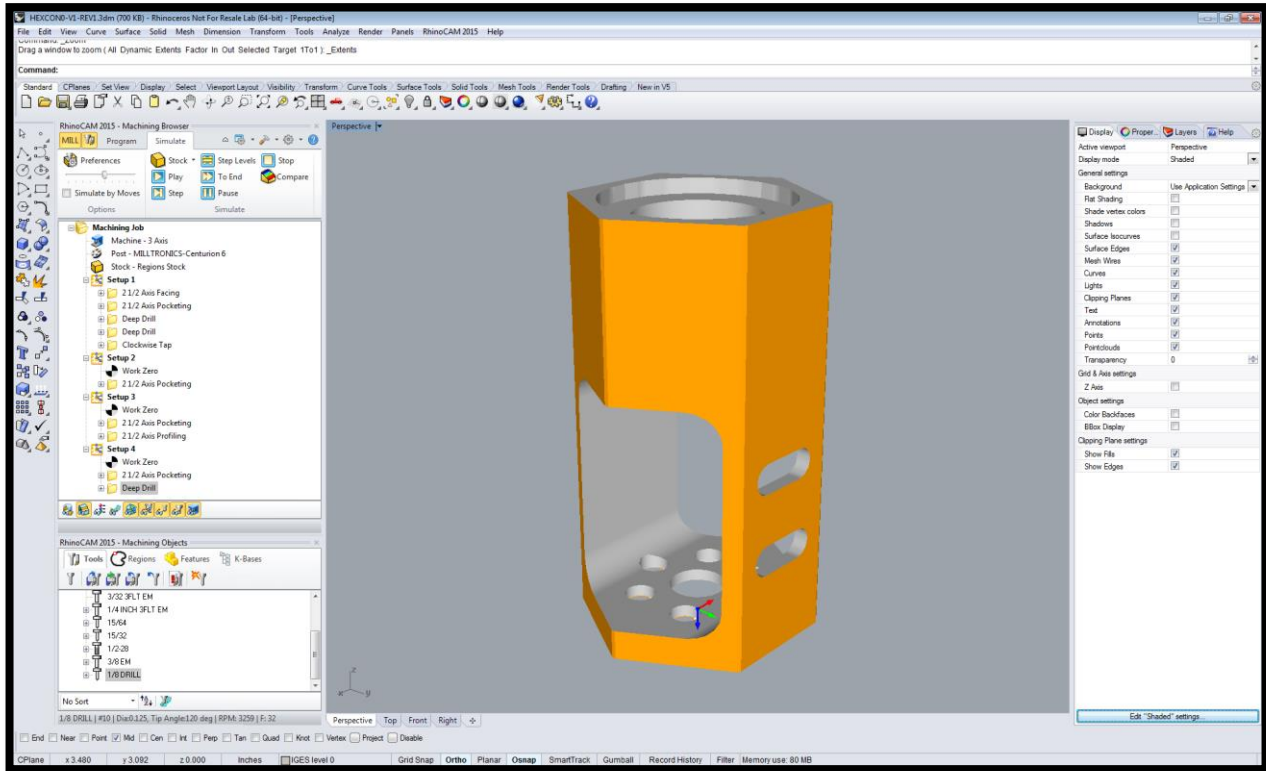 HEXCON0-V1-REV1.3dm (700 KB) - Rhinoceros Not For Resale Lab (64-bit) - [Perspective]
File Edit View Curve Surface Solid Mesh Dimension Transform Tools Analyze Render Panels RhinoCAM 2015 Help
Command: _Zoom
Drag a window to zoom ( All Dynamic Extents Factor In Out Selected Target 1To1 ): _Extents
Command:
Standard CPlanes Set View Display Select Viewport Layout Visibility Transform Curve Tools Surface Tools Solid Tools Mesh Tools Render Tools Drafting New in V5
RhinoCAM 2015 - Machining Browser
MILL Program Simulate
Preferences Stock Step Levels Stop
Play To End Compare
Simulate by Moves Step Pause
Options Simulate
Machining Job
Machine - 3 Axis
Post - MILLTRONICS-Centurion 6
Stock - Regions Stock
Setup 1
2 1/2 Axis Facing
2 1/2 Axis Pocketing
Deep Drill
Deep Drill
Clockwise Tap
Setup 2
Work Zero
2 1/2 Axis Pocketing
Setup 3
Work Zero
2 1/2 Axis Pocketing
2 1/2 Axis Profiling
Setup 4
Work Zero
2 1/2 Axis Pocketing
Deep Drill
RhinoCAM 2015 - Machining Objects
Tools Regions Features K-Bases
3/32 3FLT EM
1/4 INCH 3FLT EM
15/64
15/32
1/2-28
3/8 EM
1/8 DRILL
No Sort
1/8 DRILL | #10 | Dia:0.125, Tip Angle:120 deg | RPM: 3259 | F: 32
Perspective
z
x y
Perspective Top Front Right
Display Proper... Layers Help
Active viewport Perspective
Display mode Shaded
General settings
Background Use Application Settings
Flat Shading
Shade vertex colors
Shadows
Surface Isocurves
Surface Edges
Mesh Wires
Curves
Lights
Clipping Planes
Text
Annotations
Points
Pointclouds
Transparency 0
Grid & Axis settings
Z Axis
Object settings
Color Backfaces
BBox Display
Clipping Plane settings
Show Fills
Show Edges
Edit "Shaded" settings...
End Near Point Mid Cen Int Perp Tan Quad Knot Vertex Project Disable
CPlane x 3.480 y 3.092 z 0.000 Inches IGES level 0 Grid Snap Ortho Planar Osnap SmartTrack Gumball Record History Filter Memory use: 80 MB